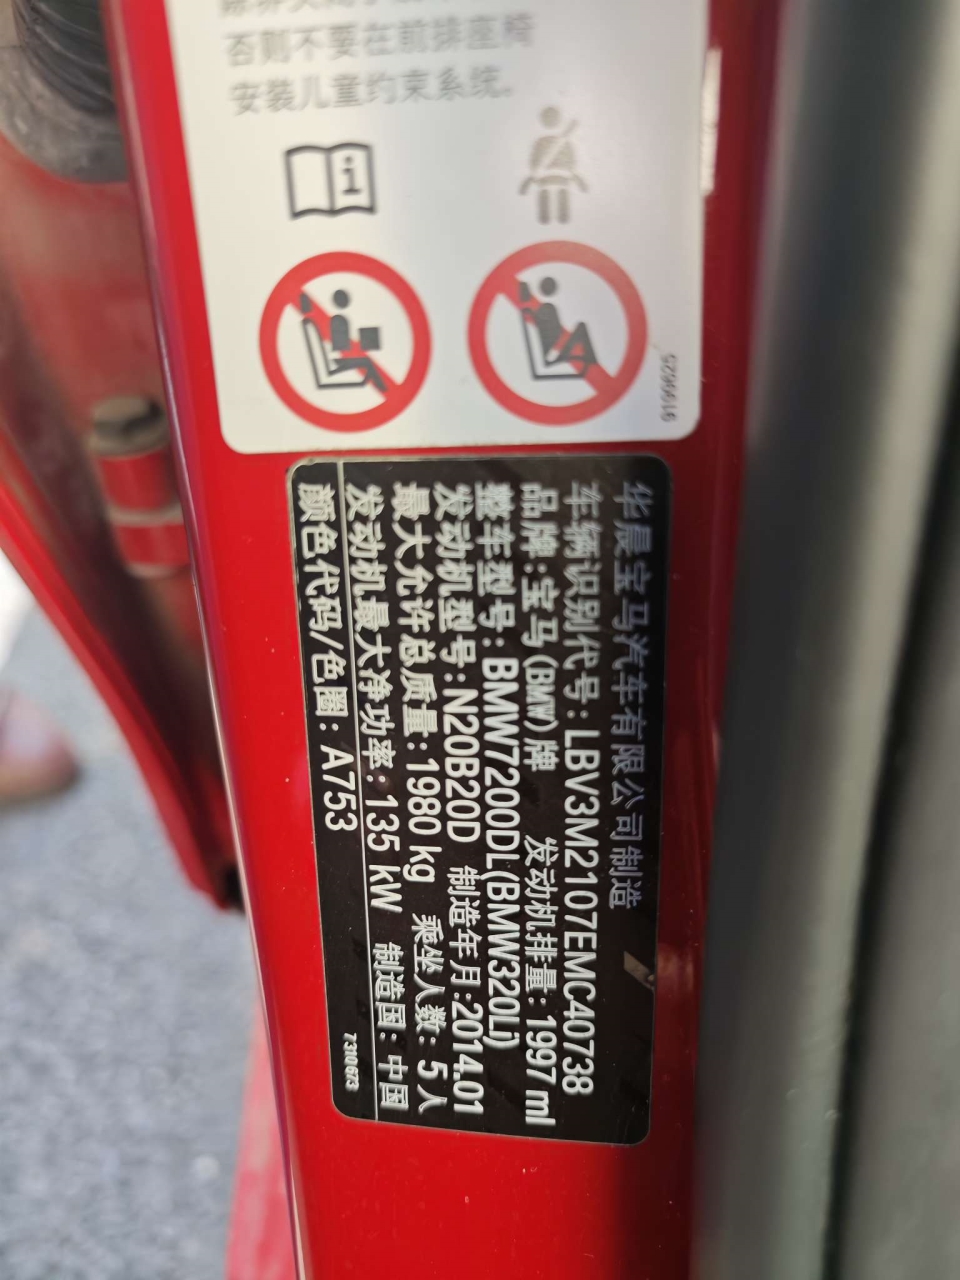 否则不要在前排座椅
安装儿童约束系统。
华晨宝马汽车有限公司制造
车辆识别代号:LBV3M2107EMC40738
品牌:宝马(BMW)牌 发动机排量:1997 ml
整车型号:BMW7200DL(BMW320Li)
发动机型号:N20B20D 制造年月:2014.01
最大允许总质量:1980 kg 乘坐人数:5人
发动机最大净功率:135 kW 制造国:中国
颜色代码/色圈:A753
7310673